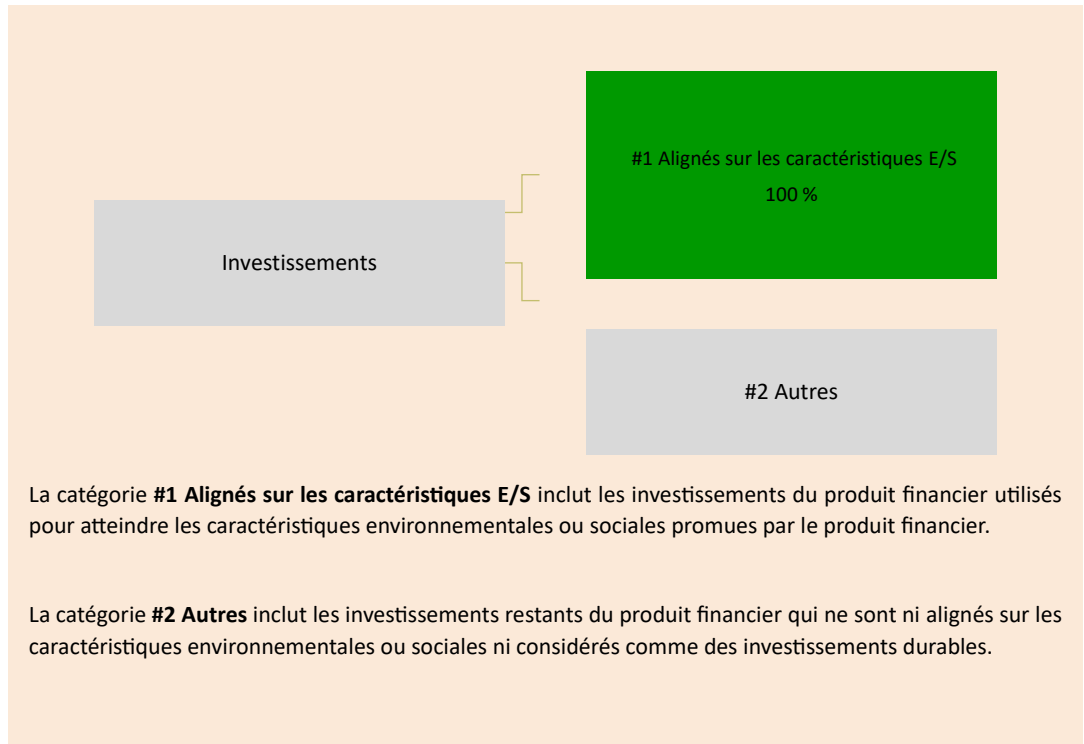 #1 Alignés sur les caractéristiques E/S
100 %
Investissements
#2 Autres
La catégorie #1 Alignés sur les caractéristiques E/S inclut les investissements du produit financier utilisés
pour atteindre les caractéristiques environnementales ou sociales promues par le produit financier.
La catégorie #2 Autres inclut les investissements restants du produit financier qui ne sont ni alignés sur les
caractéristiques environnementales ou sociales ni considérés comme des investissements durables.